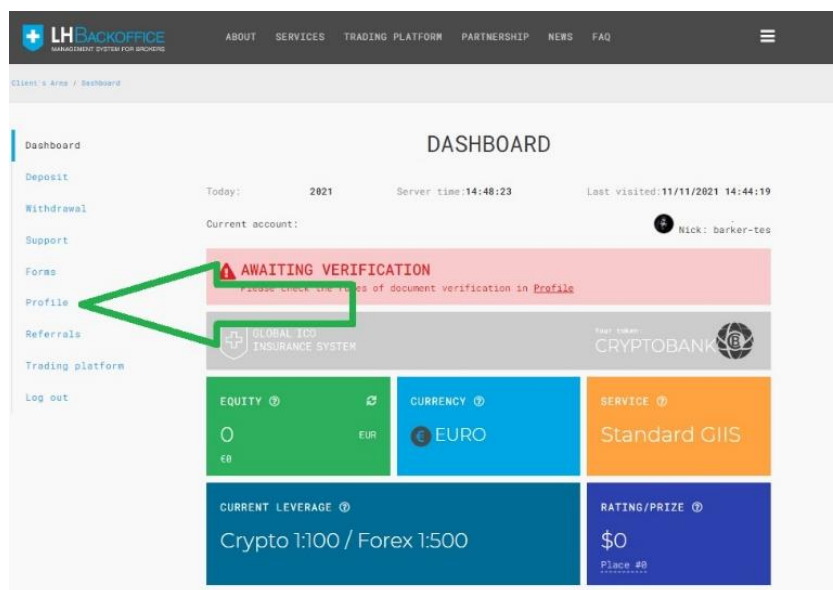 LHBACKOFFICE
MANAGEMENT SYSTEM FOR BROKERS
ABOUT SERVICES TRADING PLATFORM PARTNERSHIP NEWS FAQ
Client's Area / Dashboard
Dashboard
Deposit
Withdrawal
Support
Forms
Profile
Referrals
Trading platform
Log out
DASHBOARD
Today: 2021 Server time:14:48:23 Last visited:11/11/2021 14:44:19
Current account: Nick: barker-tes
AWAITING VERIFICATION
Please check the rules of document verification in Profile
GLOBAL ICO
INSURANCE SYSTEM
Your token:
CRYPTOBANK
EQUITY
0 EUR
€0
CURRENCY
€ EURO
SERVICE
Standard GIIS
CURRENT LEVERAGE
Crypto 1:100 / Forex 1:500
RATING/PRIZE
$0
Place #0